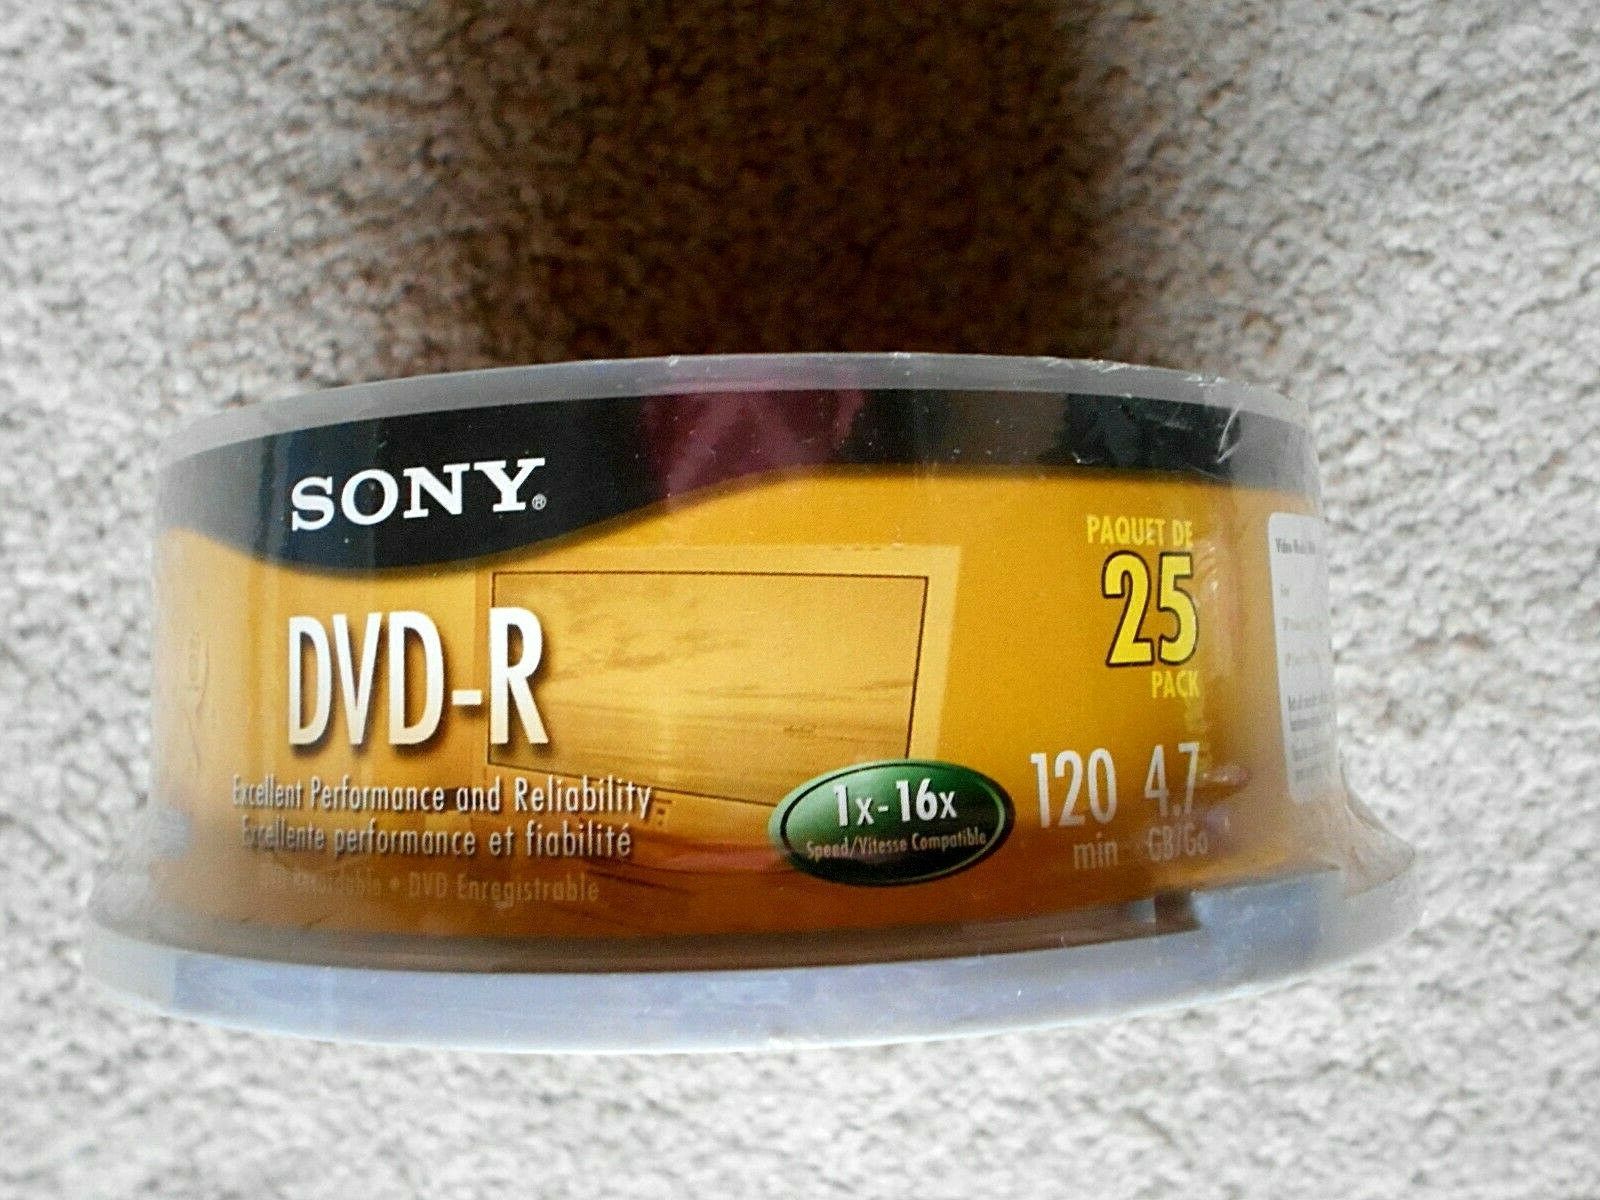 SONY®
DVD-R
Excellent Performance and Reliability
Excellente performance et fiabilité
• DVD Enregistrable
1x-16x
Speed/Vitesse Compatible
PAQUET DE
25
PACK
120 4.7
min GB/Go